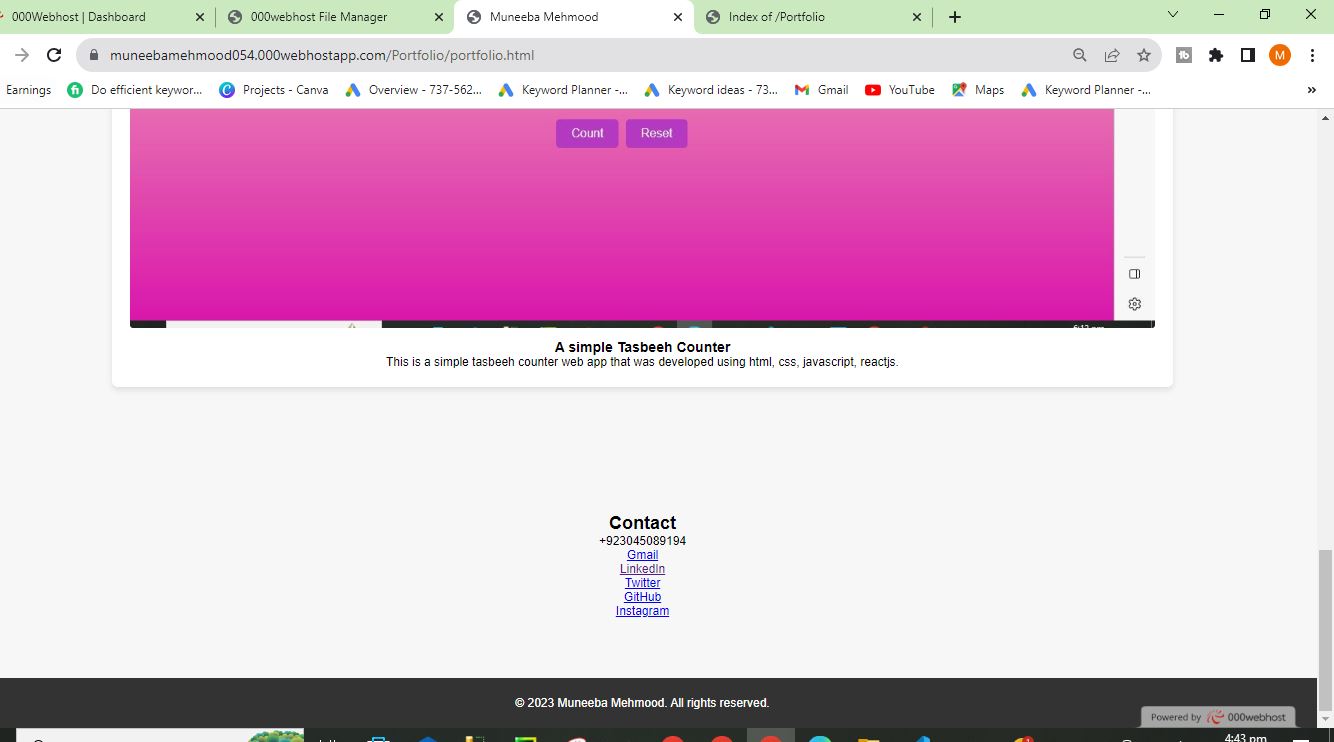 000Webhost | Dashboard
000webhost File Manager
Muneeba Mehmood
Index of /Portfolio
muneebamehmood054.000webhostapp.com/Portfolio/portfolio.html
M
Earnings
Do efficient keywor...
Projects - Canva
Overview - 737-562...
Keyword Planner -...
Keyword ideas - 73...
Gmail
YouTube
Maps
Keyword Planner -...
Count
Reset
A simple Tasbeeh Counter
This is a simple tasbeeh counter web app that was developed using html, css, javascript, reactjs.
Contact
+923045089194
Gmail
LinkedIn
Twitter
GitHub
Instagram
© 2023 Muneeba Mehmood. All rights reserved.
Powered by 000webhost
4:43 pm